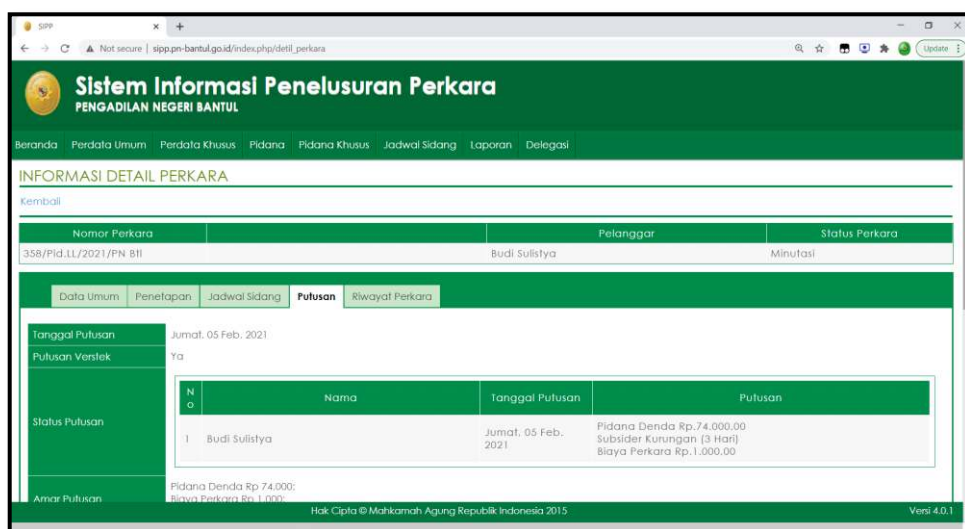 SIPP
Not secure | sipp.pn-bantul.go.id/index.php/detil_perkara
Update
Sistem Informasi Penelusuran Perkara
PENGADILAN NEGERI BANTUL
Beranda Perdata Umum Perdata Khusus Pidana Pidana Khusus Jadwal Sidang Laporan Delegasi
INFORMASI DETAIL PERKARA
Kembali
Nomor Perkara Pelanggar Status Perkara
358/Pid.LL/2021/PN Btl Budi Sulistya Minutasi
Data Umum Penetapan Jadwal Sidang Putusan Riwayat Perkara
Tanggal Putusan Jumat, 05 Feb. 2021
Putusan Verstek Ya
Status Putusan
N
o
Nama Tanggal Putusan Putusan
1 Budi Sulistya Jumat, 05 Feb. 2021
Pidana Denda Rp.74.000,00
Subsider Kurungan (3 Hari)
Biaya Perkara Rp.1.000,00
Amar Putusan
Pidana Denda Rp 74.000;
Biaya Perkara Rp 1.000;
Hak Cipta © Mahkamah Agung Republik Indonesia 2015
Versi 4.0.1